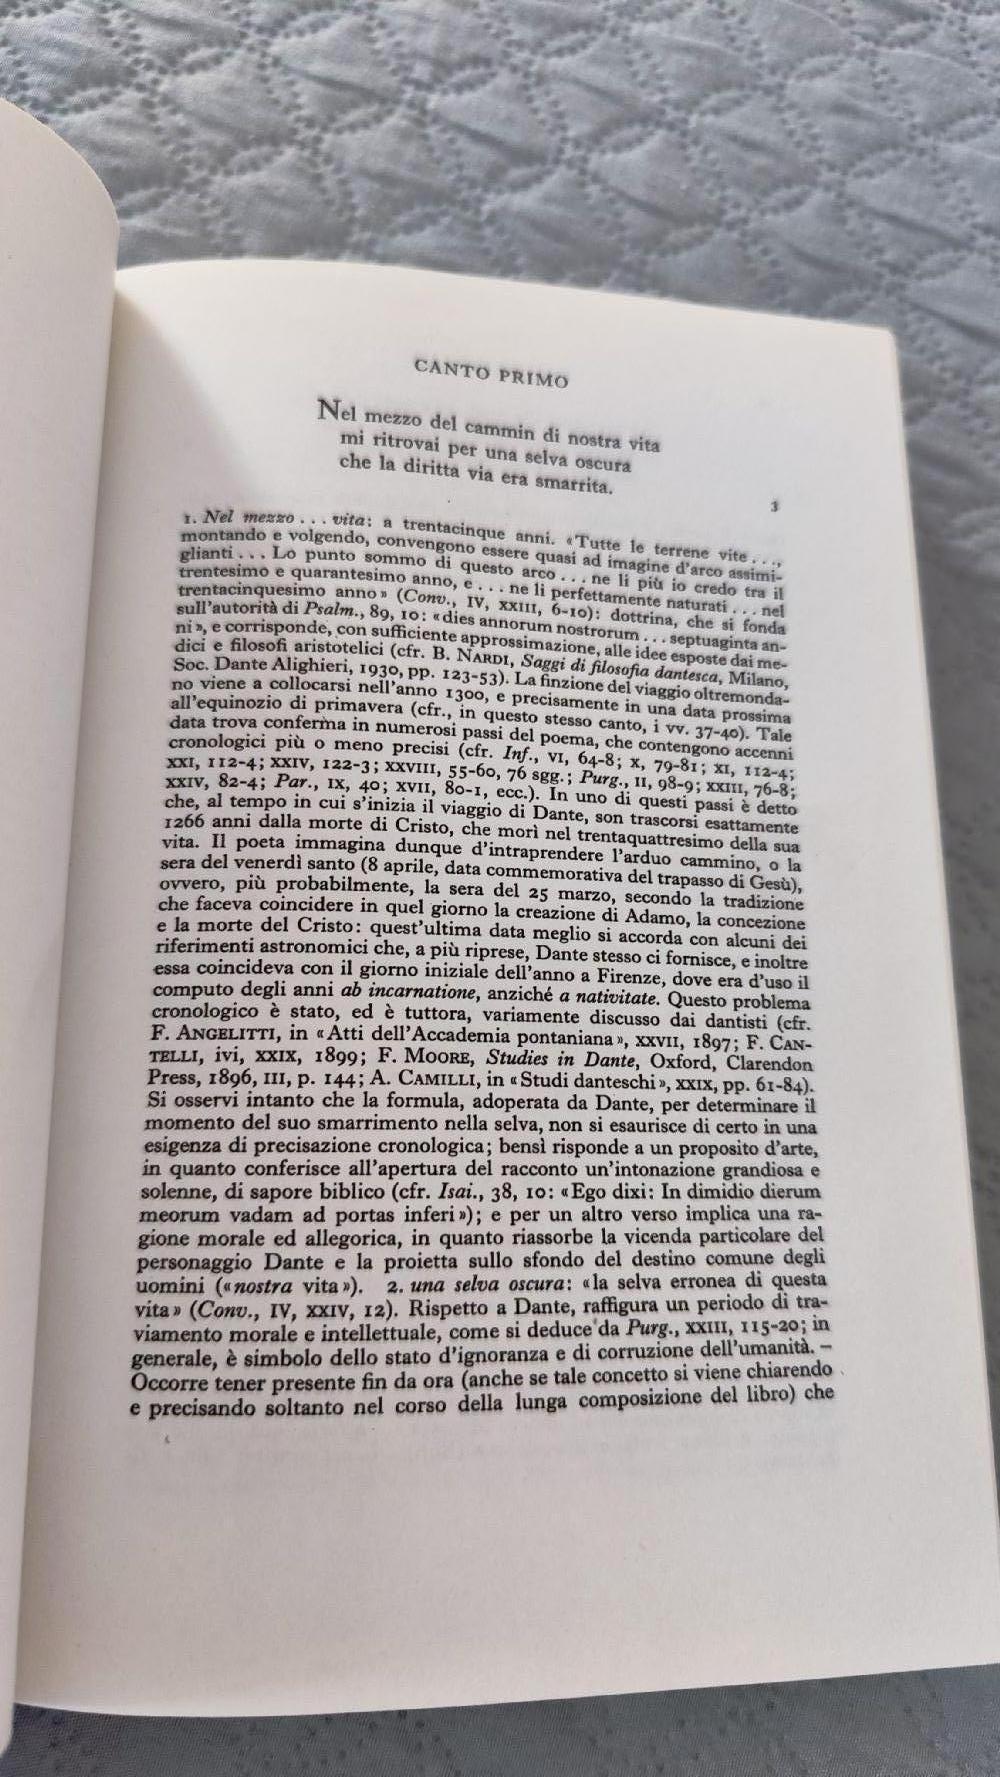 CANTO PRIMO
Nel mezzo del cammin di nostra vita
mi ritrovai per una selva oscura
che la diritta via era smarrita.
3
1. Nel mezzo . . . vita: a trentacinque anni. «Tutte le terrene vite . . .,
montando e volgendo, convengono essere quasi ad imagine d'arco assimi-
glianti . . . Lo punto sommo di questo arco . . . ne li più io credo tra il
trentesimo e quarantesimo anno, e . . . ne li perfettamente naturati . . . nel
trentacinquesimo anno» (Conv., IV, XXIII, 6-10): dottrina, che si fonda
sull'autorità di Psalm., 89, 10: «dies annorum nostrorum . . . septuaginta an-
ni», e corrisponde, con sufficiente approssimazione, alle idee esposte dai me-
dici e filosofi aristotelici (cfr. B. NARDI, Saggi di filosofia dantesca, Milano,
Soc. Dante Alighieri, 1930, pp. 123-53). La finzione del viaggio oltremonda-
no viene a collocarsi nell'anno 1300, e precisamente in una data prossima
all'equinozio di primavera (cfr., in questo stesso canto, i vv. 37-40). Tale
data trova conferma in numerosi passi del poema, che contengono accenni
cronologici più o meno precisi (cfr. Inf., VI, 64-8; X, 79-81; XI, 112-4;
XXI, 112-4; XXIV, 122-3; XXVIII, 55-60, 76 sgg.; Purg., II, 98-9; XXIII, 76-8;
XXIV, 82-4; Par., IX, 40; XVII, 80-1, ecc.). In uno di questi passi è detto
che, al tempo in cui s'inizia il viaggio di Dante, son trascorsi esattamente
1266 anni dalla morte di Cristo, che morì nel trentaquattresimo della sua
vita. Il poeta immagina dunque d'intraprendere l'arduo cammino, o la
sera del venerdì santo (8 aprile, data commemorativa del trapasso di Gesù),
ovvero, più probabilmente, la sera del 25 marzo, secondo la tradizione
che faceva coincidere in quel giorno la creazione di Adamo, la concezione
e la morte del Cristo: quest'ultima data meglio si accorda con alcuni dei
riferimenti astronomici che, a più riprese, Dante stesso ci fornisce, e inoltre
essa coincideva con il giorno iniziale dell'anno a Firenze, dove era d'uso il
computo degli anni ab incarnatione, anziché a nativitate. Questo problema
cronologico è stato, ed è tuttora, variamente discusso dai dantisti (cfr.
F. ANGELITTI, in «Atti dell'Accademia pontaniana», XXVII, 1897; F. CAN-
TELLI, ivi, XXIX, 1899; F. MOORE, Studies in Dante, Oxford, Clarendon
Press, 1896, III, p. 144; A. CAMILLI, in «Studi danteschi», XXIX, pp. 61-84).
Si osservi intanto che la formula, adoperata da Dante, per determinare il
momento del suo smarrimento nella selva, non si esaurisce di certo in una
esigenza di precisazione cronologica; bensì risponde a un proposito d'arte,
in quanto conferisce all'apertura del racconto un'intonazione grandiosa e
solenne, di sapore biblico (cfr. Isai., 38, 10: «Ego dixi: In dimidio dierum
meorum vadam ad portas inferi»); e per un altro verso implica una ra-
gione morale ed allegorica, in quanto riassorbe la vicenda particolare del
personaggio Dante e la proietta sullo sfondo del destino comune degli
uomini («nostra vita»). 2. una selva oscura: «la selva erronea di questa
vita» (Conv., IV, XXIV, 12). Rispetto a Dante, raffigura un periodo di tra-
viamento morale e intellettuale, come si deduce da Purg., XXIII, 115-20; in
generale, è simbolo dello stato d'ignoranza e di corruzione dell'umanità. –
Occorre tener presente fin da ora (anche se tale concetto si viene chiarendo
e precisando soltanto nel corso della lunga composizione del libro) che